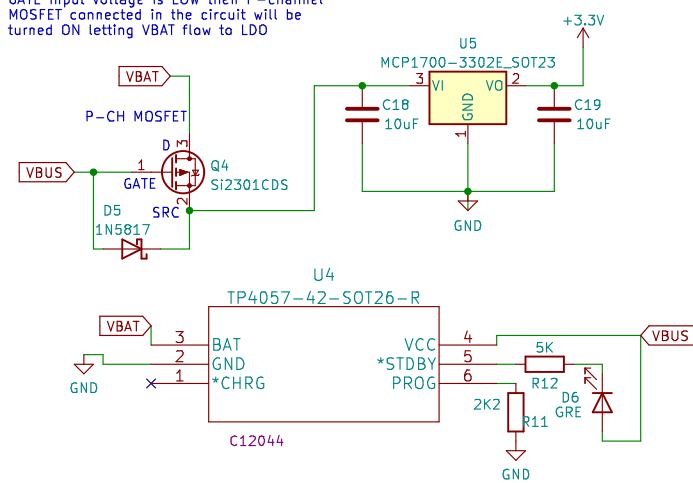 GATE input voltage is LOW then P-channel
MOSFET connected in the circuit will be
turned ON letting VBAT flow to LDO
+3.3V
U5
MCP1700-3302E_SOT23
VBAT
3 VI VO 2
GND
1
C18
10uF
C19
10uF
GND
P-CH MOSFET
D 3
VBUS
1
GATE
Q4
Si2301CDS
2
SRC
D5
1N5817
U4
TP4057-42-SOT26-R
VBAT
3 BAT
2 GND
1 *CHRG
GND
VCC 4
*STDBY 5
PROG 6
VBUS
5K
R12
D6
GRE
2K2
R11
GND
C12044